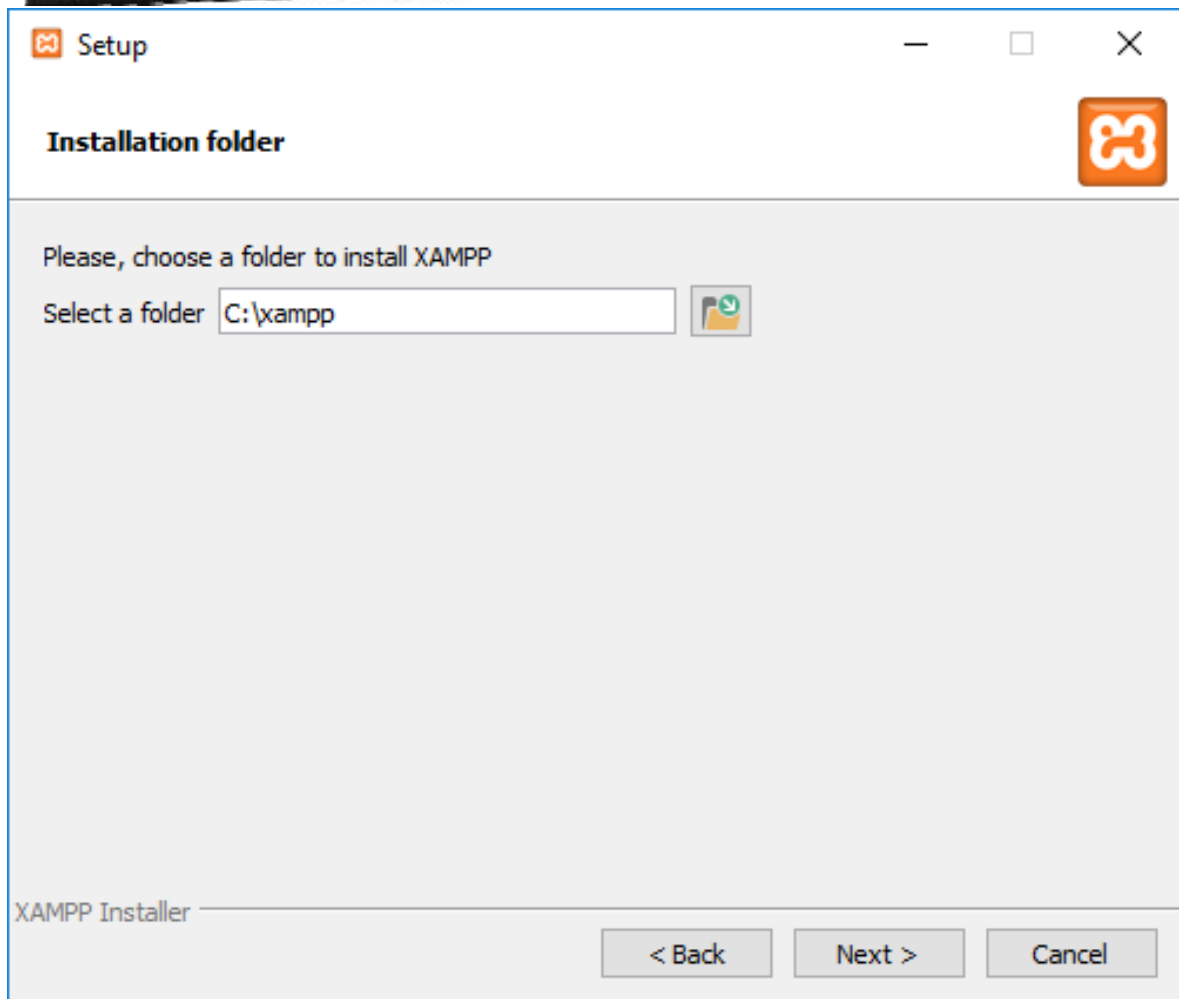 Setup
Installation folder
Please, choose a folder to install XAMPP
Select a folder C:\xampp
XAMPP Installer
< Back Next > Cancel